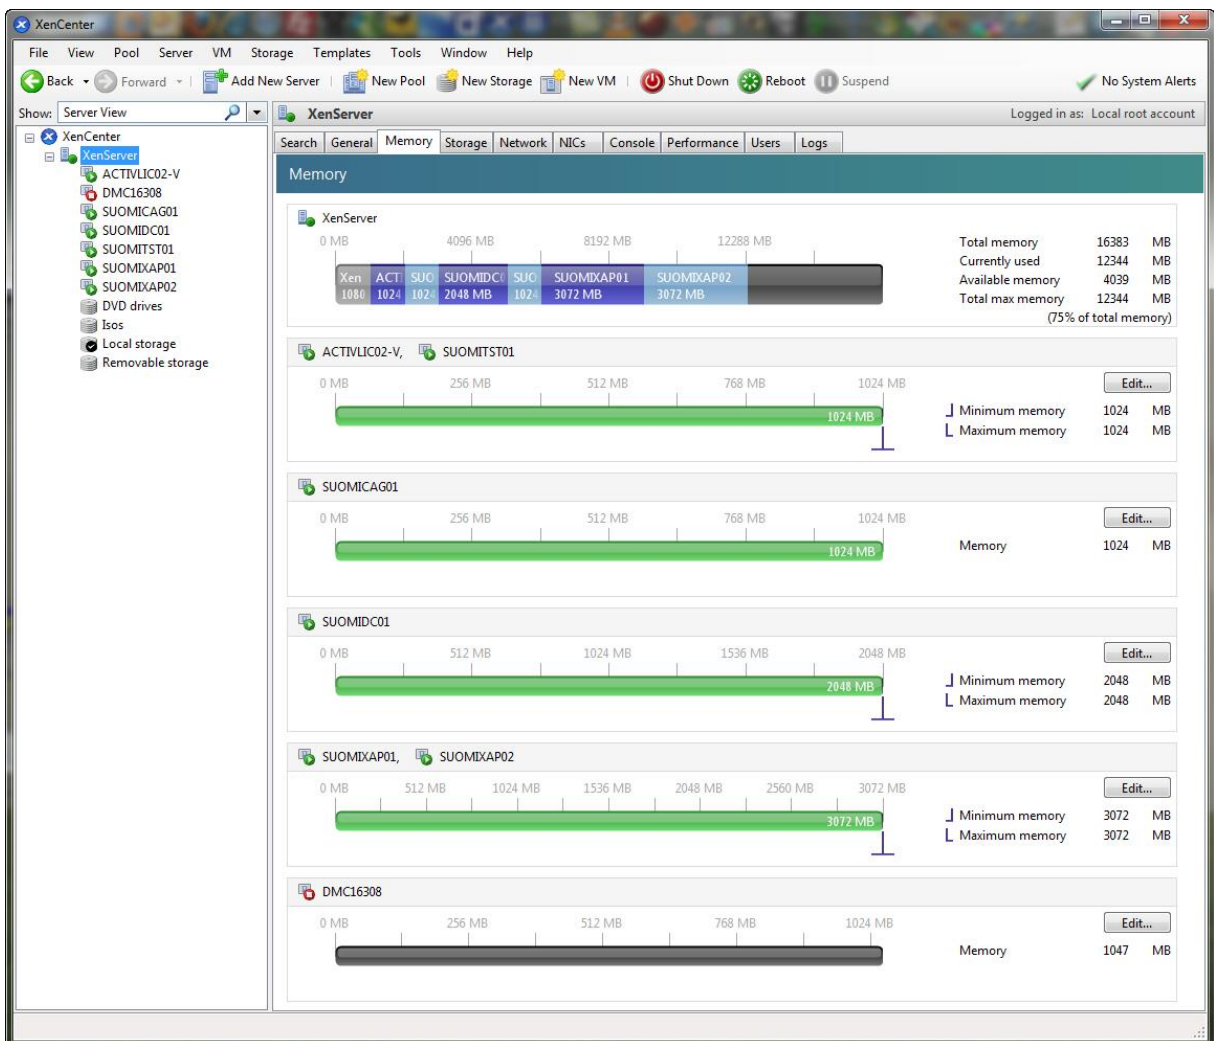 XenCenter
File View Pool Server VM Storage Templates Tools Window Help
Back Forward Add New Server New Pool New Storage New VM Shut Down Reboot Suspend No System Alerts
Show: Server View
XenServer Logged in as: Local root account
XenCenter
XenServer
ACTIVLIC02-V
DMC16308
SUOMICAG01
SUOMIDC01
SUOMITST01
SUOMIXAP01
SUOMIXAP02
DVD drives
Isos
Local storage
Removable storage
Search General Memory Storage Network NICs Console Performance Users Logs
Memory
XenServer
0 MB 4096 MB 8192 MB 12288 MB
Xen ACT SUO SUOMIDC SUO SUOMIXAP01 SUOMIXAP02
1080 1024 1024 2048 MB 1024 3072 MB 3072 MB
Total memory 16383 MB
Currently used 12344 MB
Available memory 4039 MB
Total max memory 12344 MB
(75% of total memory)
ACTIVLIC02-V, SUOMITST01
0 MB 256 MB 512 MB 768 MB 1024 MB
Edit...
1024 MB
Minimum memory 1024 MB
Maximum memory 1024 MB
SUOMICAG01
0 MB 256 MB 512 MB 768 MB 1024 MB
Edit...
1024 MB
Memory 1024 MB
SUOMIDC01
0 MB 512 MB 1024 MB 1536 MB 2048 MB
Edit...
2048 MB
Minimum memory 2048 MB
Maximum memory 2048 MB
SUOMIXAP01, SUOMIXAP02
0 MB 512 MB 1024 MB 1536 MB 2048 MB 2560 MB 3072 MB
Edit...
3072 MB
Minimum memory 3072 MB
Maximum memory 3072 MB
DMC16308
0 MB 256 MB 512 MB 768 MB 1024 MB
Edit...
Memory 1047 MB